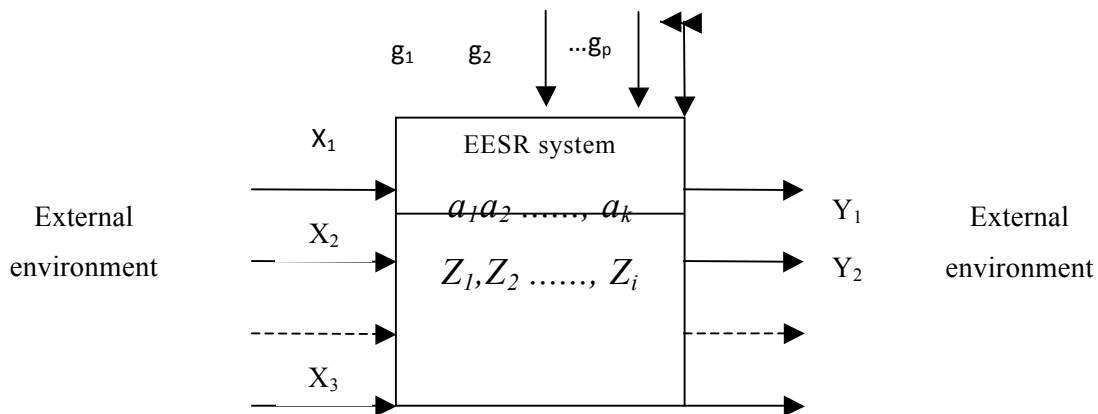 g₁ g₂ ...gₚ
X₁
EESR system
a₁a₂ ......, aₖ
External
environment
X₂
Z₁,Z₂ ......, Zᵢ
X₃
Y₁
Y₂
External
environment